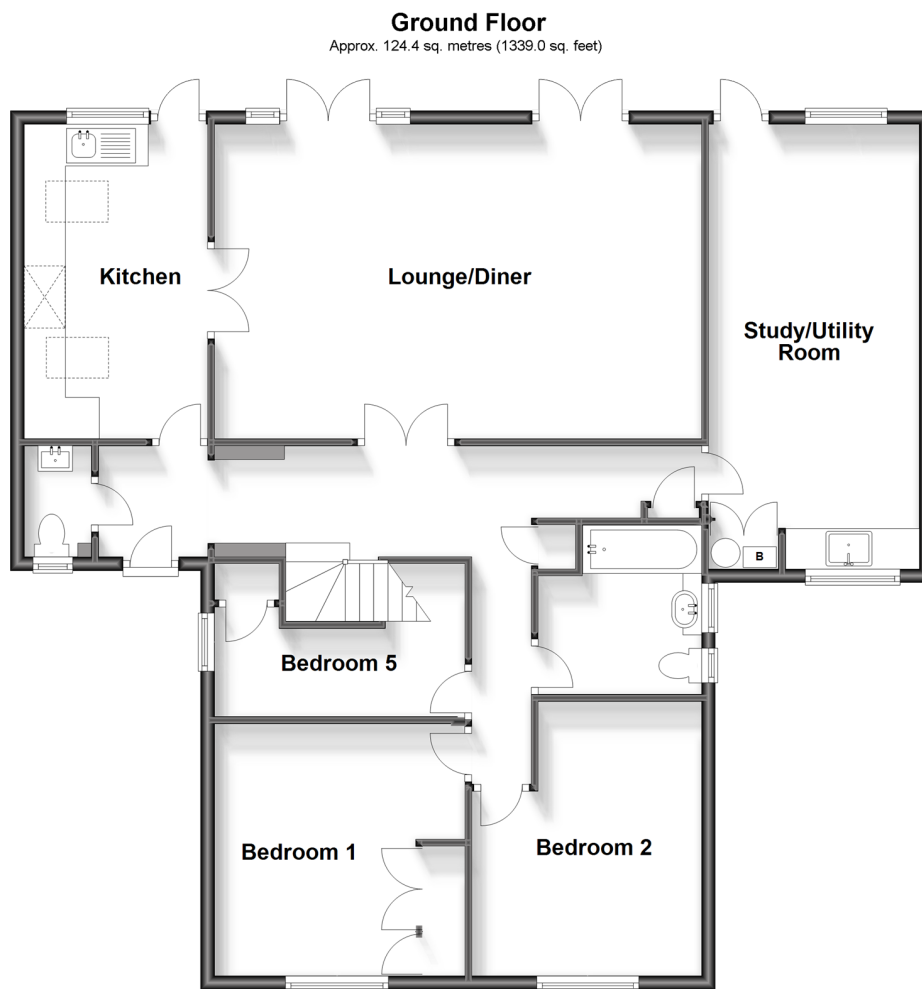 Ground Floor
Approx. 124.4 sq. metres (1339.0 sq. feet)
Kitchen
Lounge/Diner
Study/Utility
Room
B
Bedroom 5
Bedroom 1
Bedroom 2